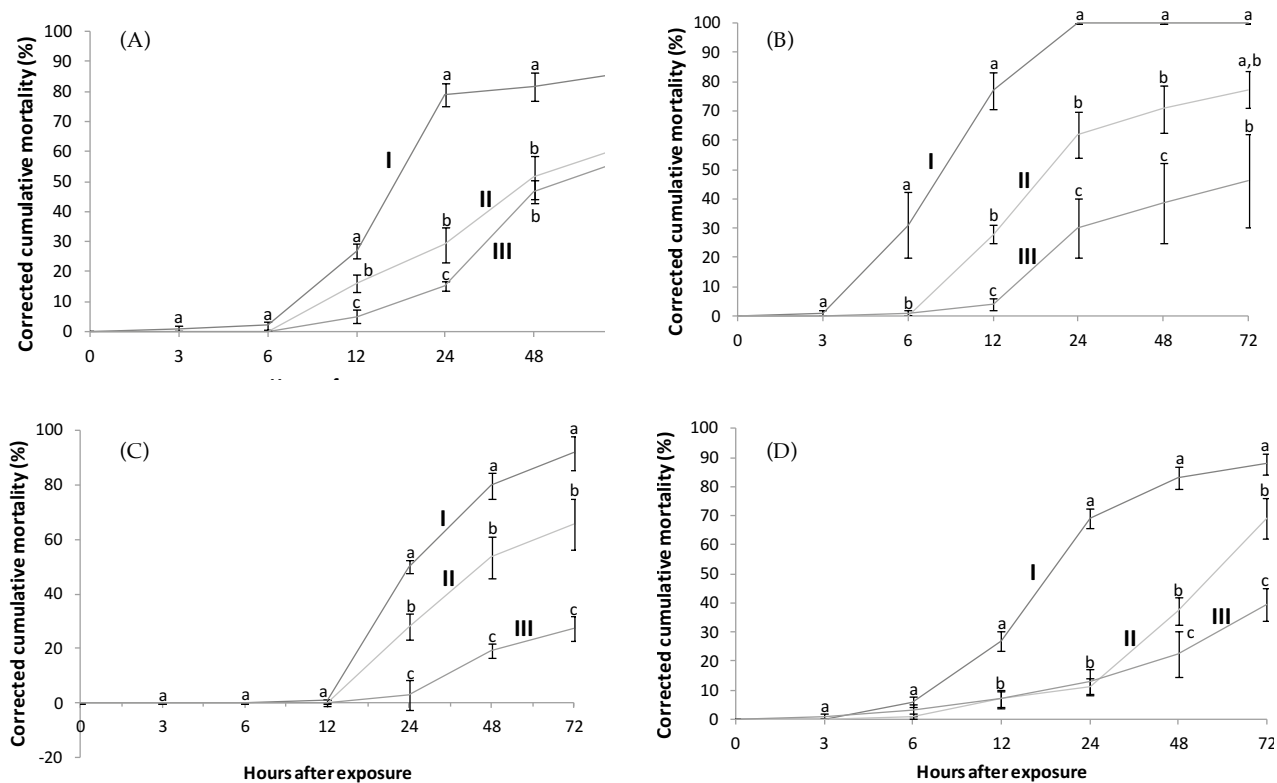 (A)
Corrected cumulative mortality (%)
80
70
60
50
40
30
20
10
0
a
a
a
a
a
b
b
b
c
c
b
I
II
III
0 3 6 12 24 48
(B)
Corrected cumulative mortality (%)
100
90
80
70
60
50
40
30
20
10
0
a
a
a
a
a
a
b
b
b
b
a,b
c
c
c
b
I
II
III
0 3 6 12 24 48 72
(C)
Corrected cumulative mortality (%)
100
80
60
40
20
0
-20
a
a
a
a
a
a
b
b
b
c
c
c
I
II
III
0 3 6 12 24 48 72
Hours after exposure
(D)
Corrected cumulative mortality (%)
100
90
80
70
60
50
40
30
20
10
0
a
a
a
a
a
a
b
b
b
b
c
c
I
II
III
0 3 6 12 24 48 72
Hours after exposure